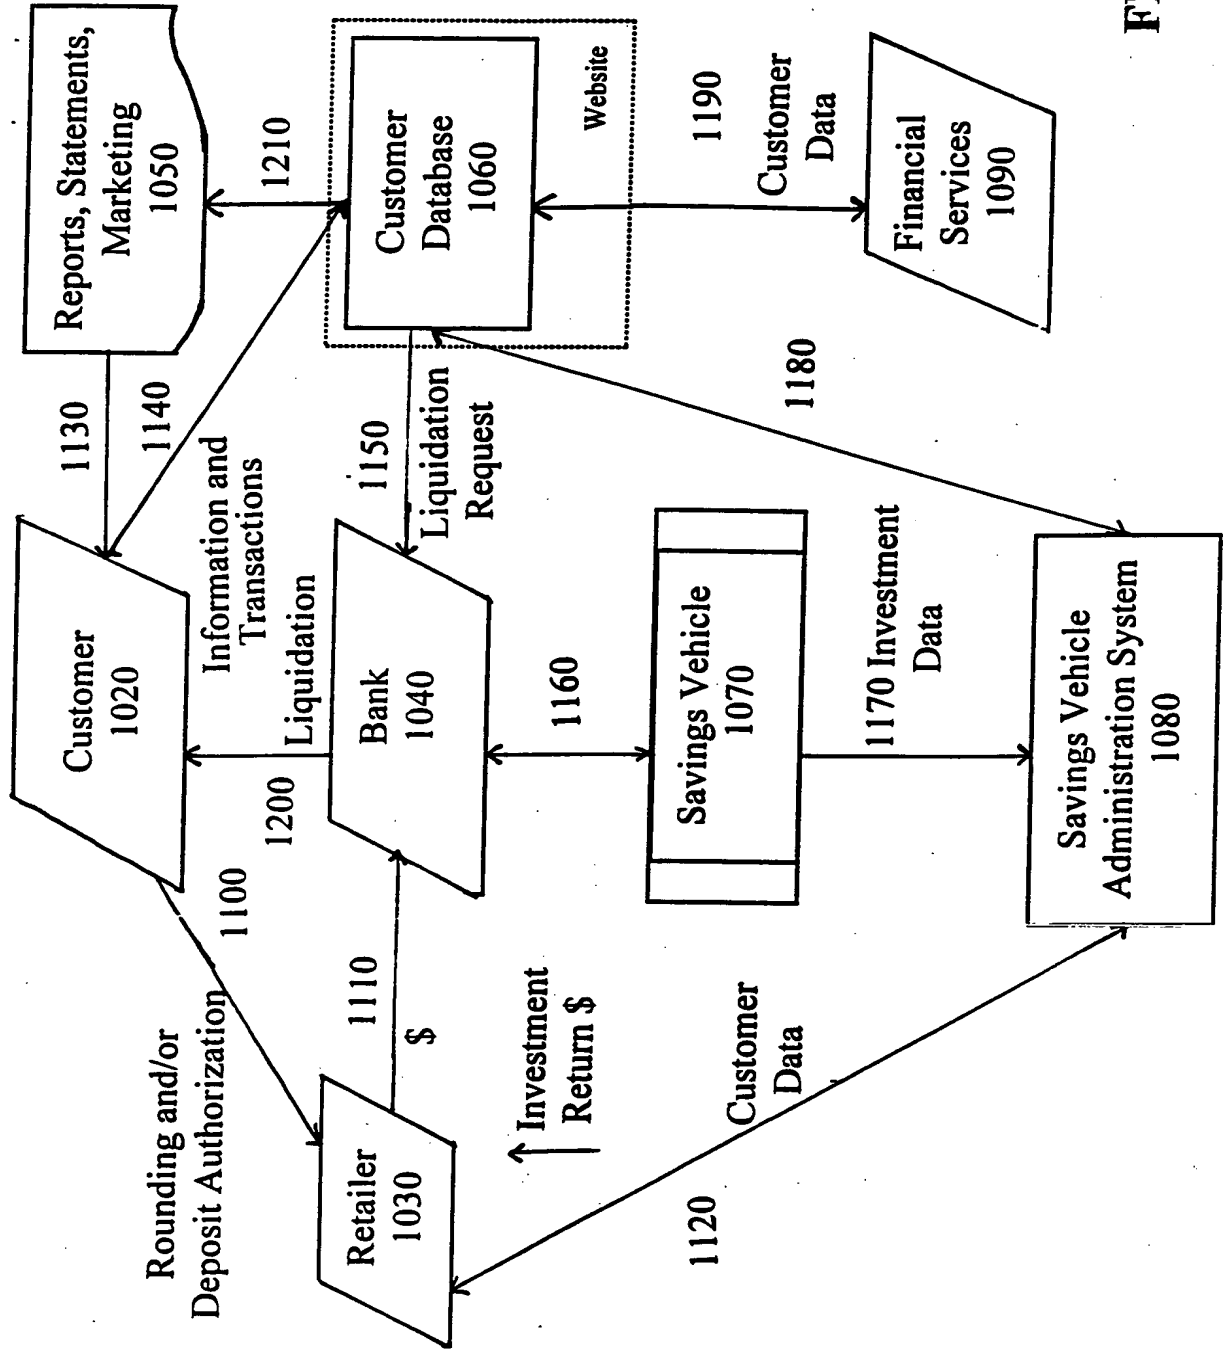 Customer
1020
Reports, Statements,
Marketing
1050
1130
1140
1210
1100
Rounding and/or
Deposit Authorization
1200
Liquidation
Information and
Transactions
Retailer
1030
1110
$
Bank
1040
1150
Liquidation
Request
Customer
Database
1060
Website
Investment
Return $
1160
Savings Vehicle
1070
1190
Customer
Data
1120
Customer
Data
1170 Investment
Data
1180
Financial
Services
1090
Savings Vehicle
Administration System
1080